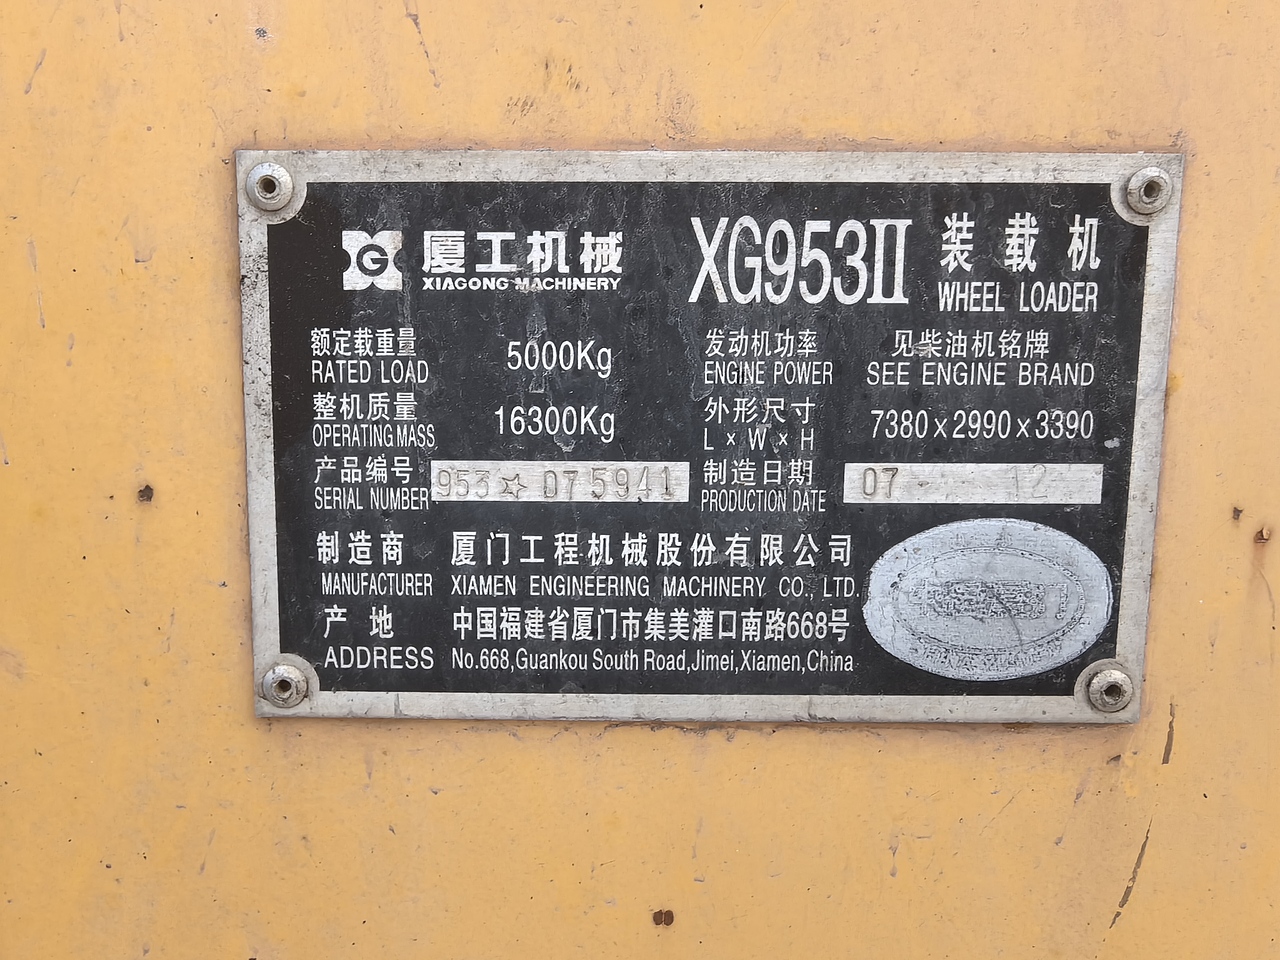 G 厦工机械
XIAGONG MACHINERY
XG953Ⅱ 装载机
WHEEL LOADER
额定载重量 5000Kg
RATED LOAD
发动机功率 见柴油机铭牌
ENGINE POWER SEE ENGINE BRAND
整机质量 16300Kg
OPERATING MASS
外形尺寸 7380×2990×3390
L×W×H
产品编号 953☆075941
SERIAL NUMBER
制造日期 07 12
PRODUCTION DATE
制造商 厦门工程机械股份有限公司
MANUFACTURER XIAMEN ENGINEERING MACHINERY CO., LTD.
产地 中国福建省厦门市集美灌口南路668号
ADDRESS No.668,Guankou South Road,Jimei,Xiamen,China